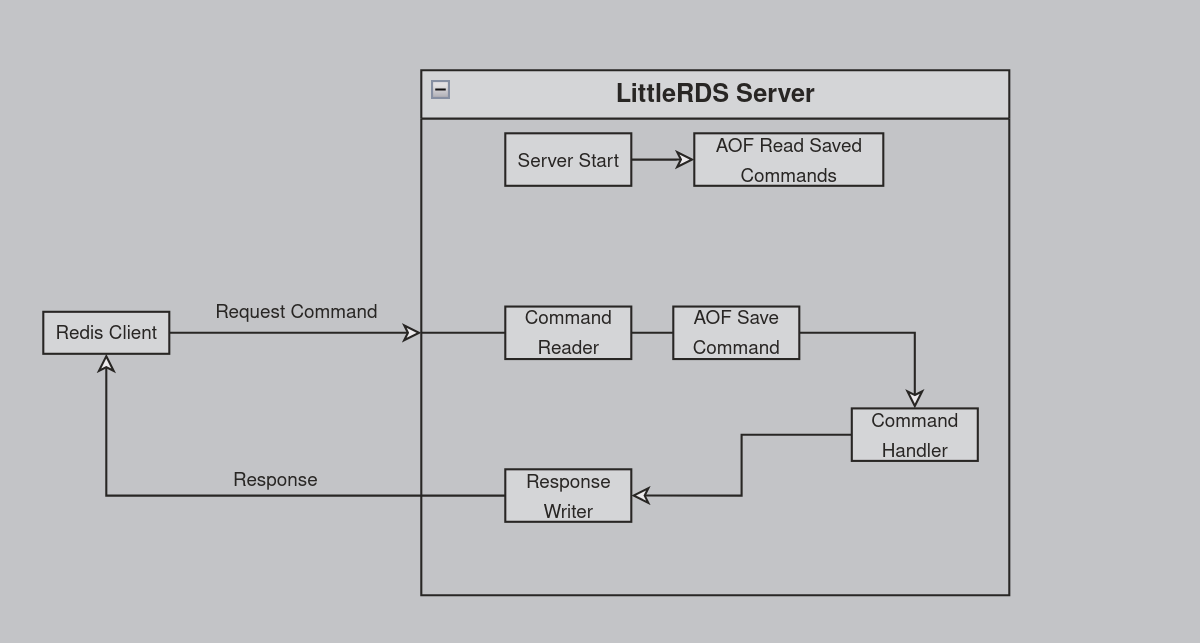 LittleRDS Server
Server Start
AOF Read Saved
Commands
Request Command
Redis Client
Command
Reader
AOF Save
Command
Command
Handler
Response
Response
Writer